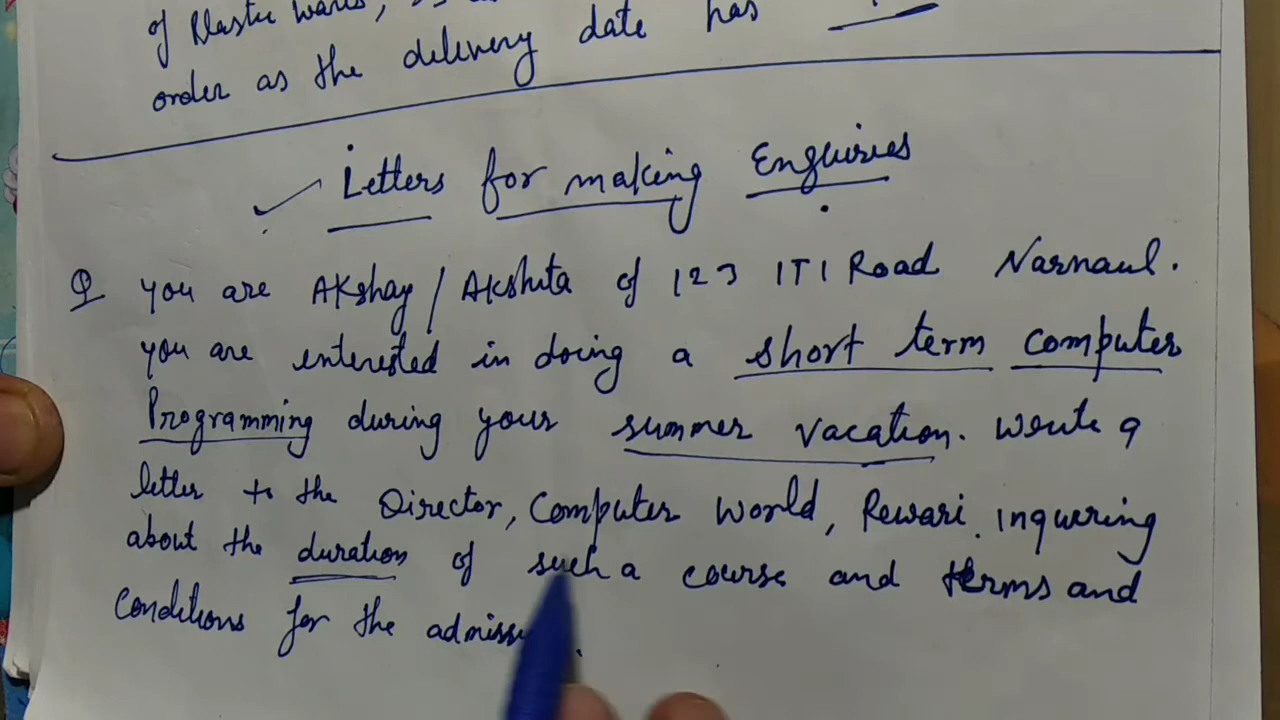 of Plastic wares,
order as the delivery date has
Letters for making Enquiries
Q you are Akshay / Akshita of 123 ITI Road Narnaul.
you are interested in doing a short term computer
Programming during your summer vacation. Write a
letter to the Director, Computer World, Rewari. inquiring
about the duration of such a course and terms and
conditions for the